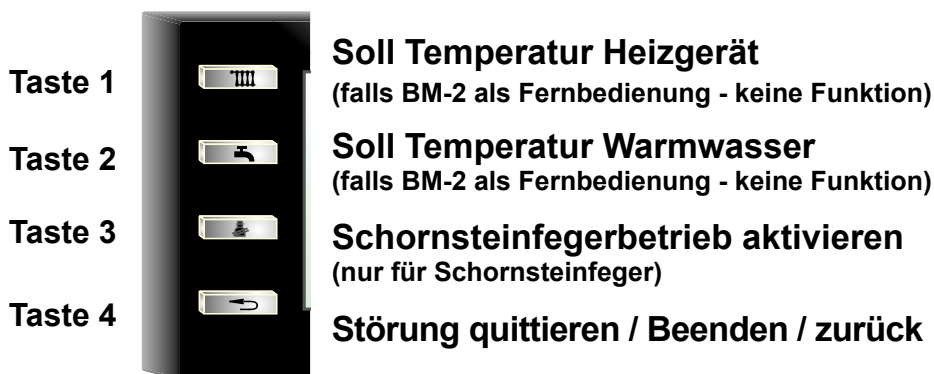 Taste 1
Soll Temperatur Heizgerät
(falls BM-2 als Fernbedienung - keine Funktion)
Taste 2
Soll Temperatur Warmwasser
(falls BM-2 als Fernbedienung - keine Funktion)
Taste 3
Schornsteinfegerbetrieb aktivieren
(nur für Schornsteinfeger)
Taste 4
Störung quittieren / Beenden / zurück